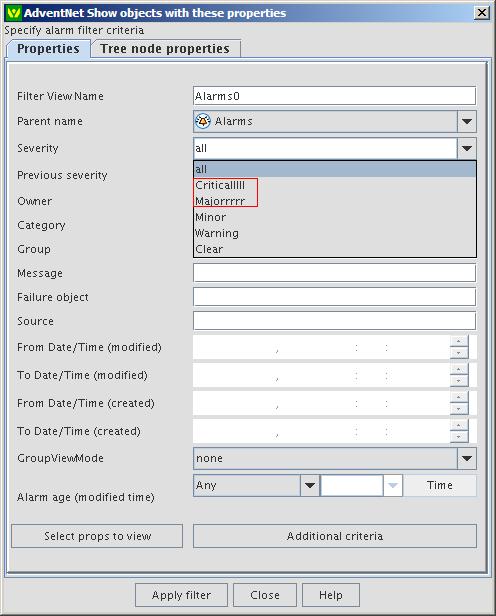 AdventNet Show objects with these properties
Specify alarm filter criteria
Properties Tree node properties
Filter View Name Alarms0
Parent name Alarms
Severity all
all
Previous severity Criticalllll
Owner Majorrrrr
Minor
Category Warning
Group Clear
Message
Failure object
Source
From Date/Time (modified) , : :
To Date/Time (modified) , : :
From Date/Time (created) , : :
To Date/Time (created) , : :
GroupViewMode none
Alarm age (modified time) Any Time
Select props to view Additional criteria
Apply filter Close Help